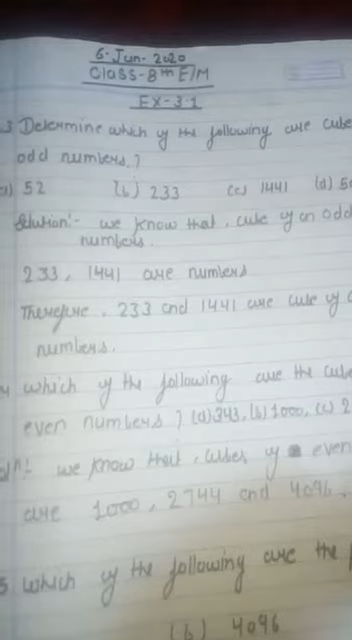 6-Jun-2020
Class-8th E/M
EX-3.1
3 Determine which of the following are cube
odd numbers.?
52 (b) 233 (c) 1441 (d) 5
Solution:- we know that, cube of an odd
numbers.
233, 1441 are numbers
Therefore, 233 and 1441 are cube of
numbers.
which of the following are the cube
even numbers? (a) 343, (b) 1000, (c) 2
we know that, cubes of even
are 1000, 2744 and 4096.
5 which of the following are the
(b) 4096